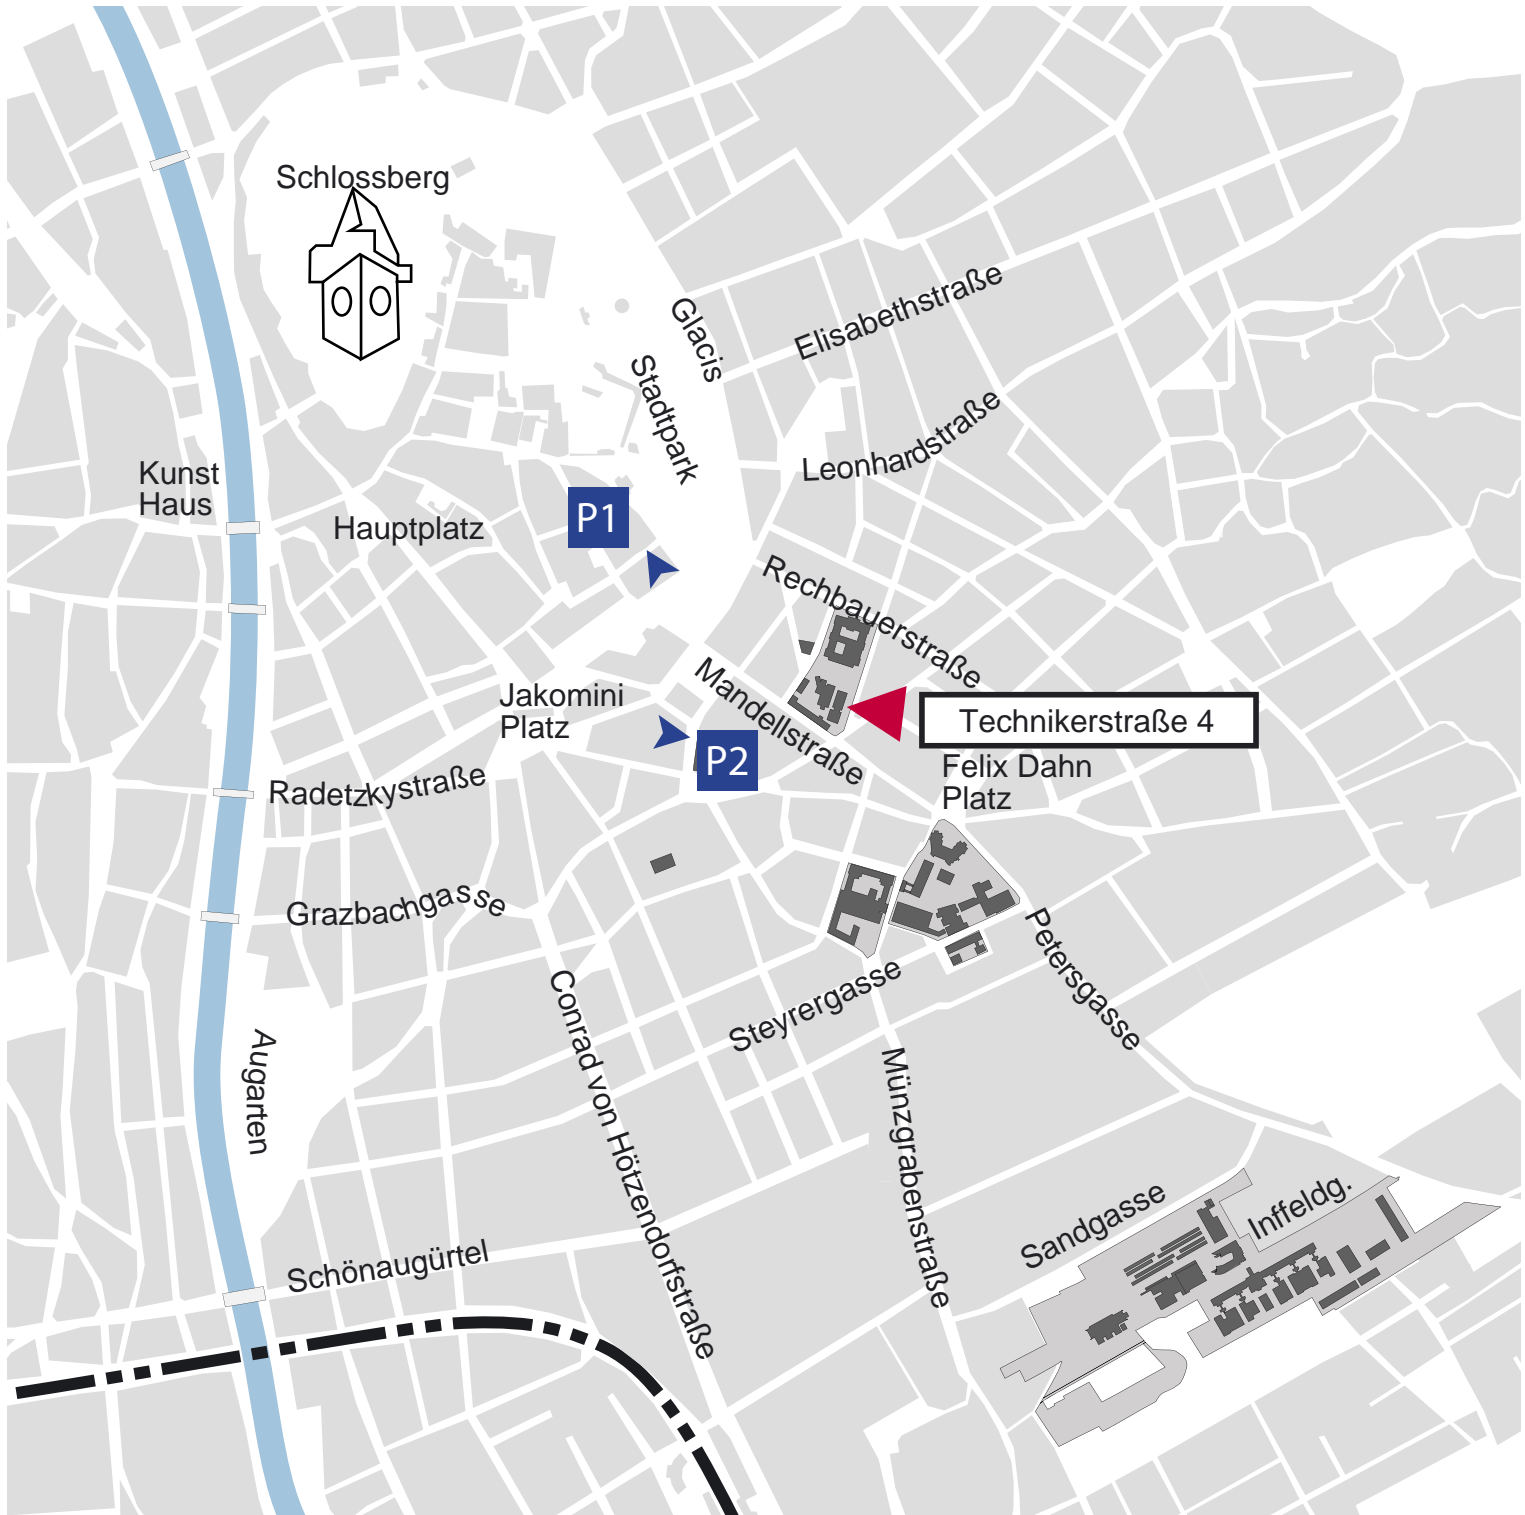 Schlossberg
Glacis
Elisabethstraße
Stadtpark
Leonhardstraße
Kunst
Haus
Hauptplatz
P1
Rechbauerstraße
Mandellstraße
Jakomini
Platz
Technikerstraße 4
P2
Felix Dahn
Platz
Radetzkystraße
Grazbachgasse
Petersgasse
Steyrergasse
Conrad von Hötzendorfstraße
Augarten
Münzgrabenstraße
Sandgasse
Inffeldg.
Schönaugürtel